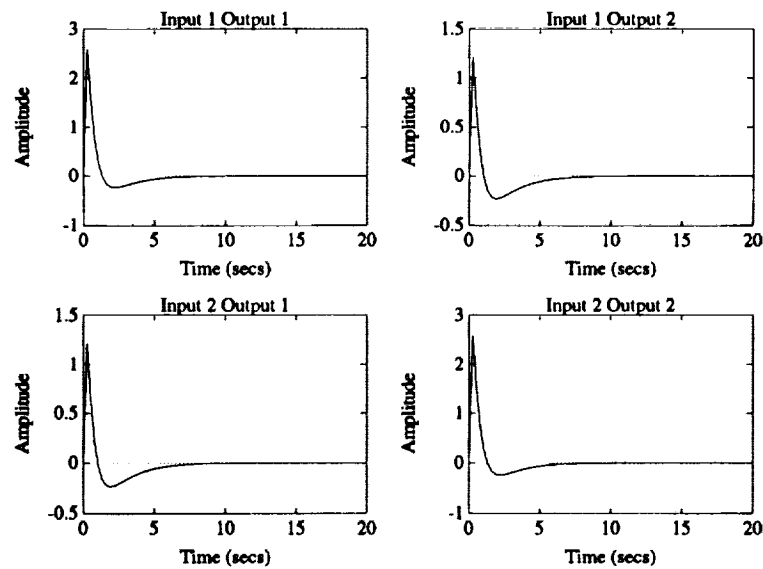 Input 1 Output 1
3
2
1
0
-1
Amplitude
0 5 10 15 20
Time (secs)
Input 1 Output 2
1.5
1
0.5
0
-0.5
Amplitude
0 5 10 15 20
Time (secs)
Input 2 Output 1
1.5
1
0.5
0
-0.5
Amplitude
0 5 10 15 20
Time (secs)
Input 2 Output 2
3
2
1
0
-1
Amplitude
0 5 10 15 20
Time (secs)